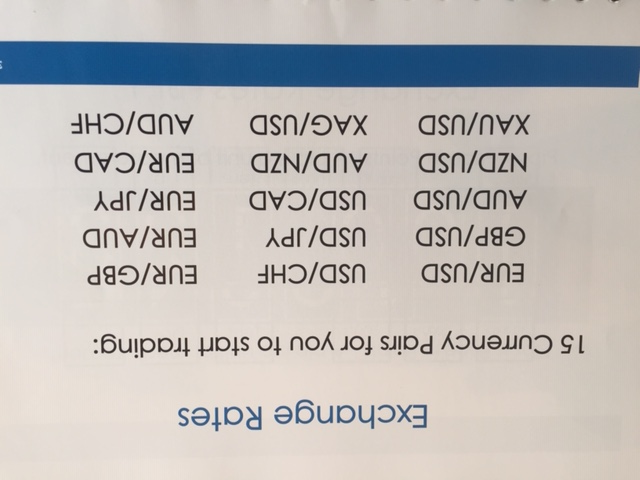 Exchange Rates
15 Currency Pairs for you to start trading:
EUR/USD USD/CHF EUR/GBP
GBP/USD USD/JPY EUR/AUD
AUD/USD USD/CAD EUR/JPY
NZD/USD AUD/NZD EUR/CAD
XAU/USD XAG/USD AUD/CHF